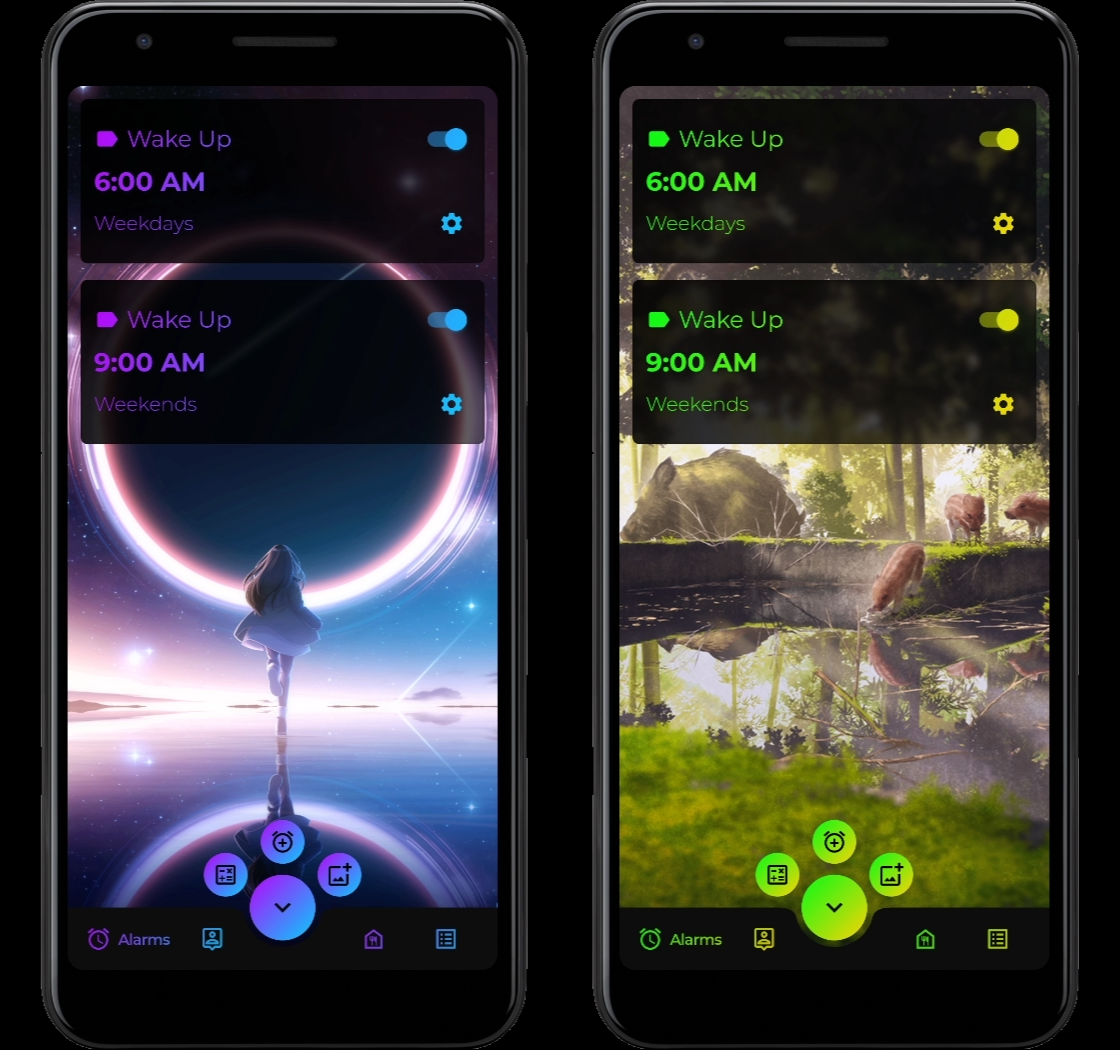 Wake Up
6:00 AM
Weekdays
Wake Up
9:00 AM
Weekends
Alarms
Wake Up
6:00 AM
Weekdays
Wake Up
9:00 AM
Weekends
Alarms